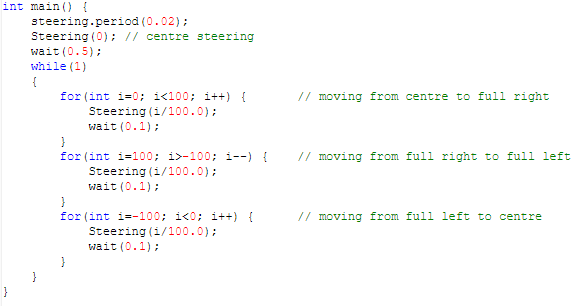 int main() {
    steering.period(0.02);
    Steering(0); // centre steering
    wait(0.5);
    while(1)
    {
        for(int i=0; i<100; i++) {       // moving from centre to full right
            Steering(i/100.0);
            wait(0.1);
        }
        for(int i=100; i>-100; i--) {    // moving from full right to full left
            Steering(i/100.0);
            wait(0.1);
        }
        for(int i=-100; i<0; i++) {      // moving from full left to centre
            Steering(i/100.0);
            wait(0.1);
        }
    }
}